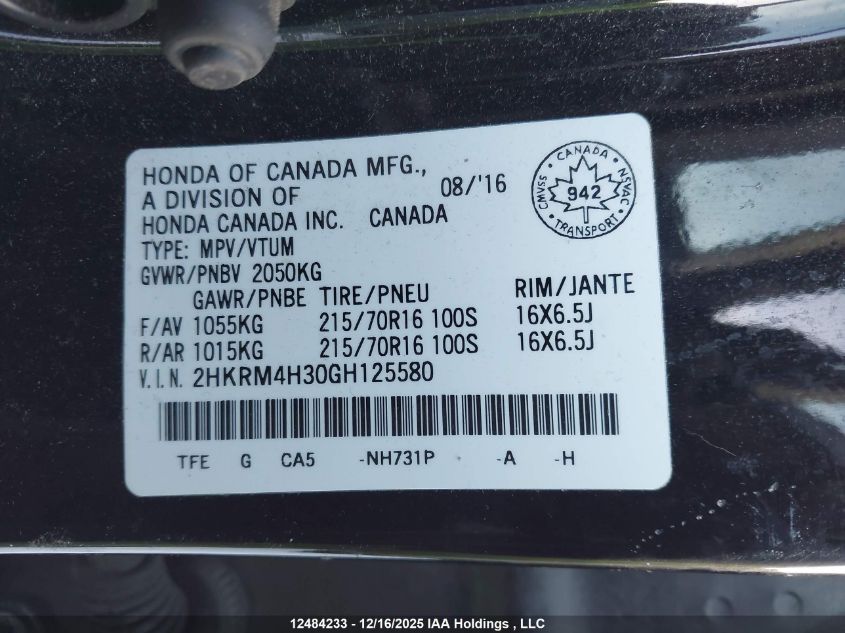 HONDA OF CANADA MFG.,
A DIVISION OF 08/'16
HONDA CANADA INC. CANADA
TYPE: MPV/VTUM
GVWR/PNBV 2050KG
GAWR/PNBE TIRE/PNEU RIM/JANTE
F/AV 1055KG 215/70R16 100S 16X6.5J
R/AR 1015KG 215/70R16 100S 16X6.5J
V.I.N. 2HKRM4H30GH125580
TFE G CA5 -NH731P -A -H
CANADA
CMVSS 942 NSVAC
TRANSPORT
12484233 - 12/16/2025 IAA Holdings , LLC